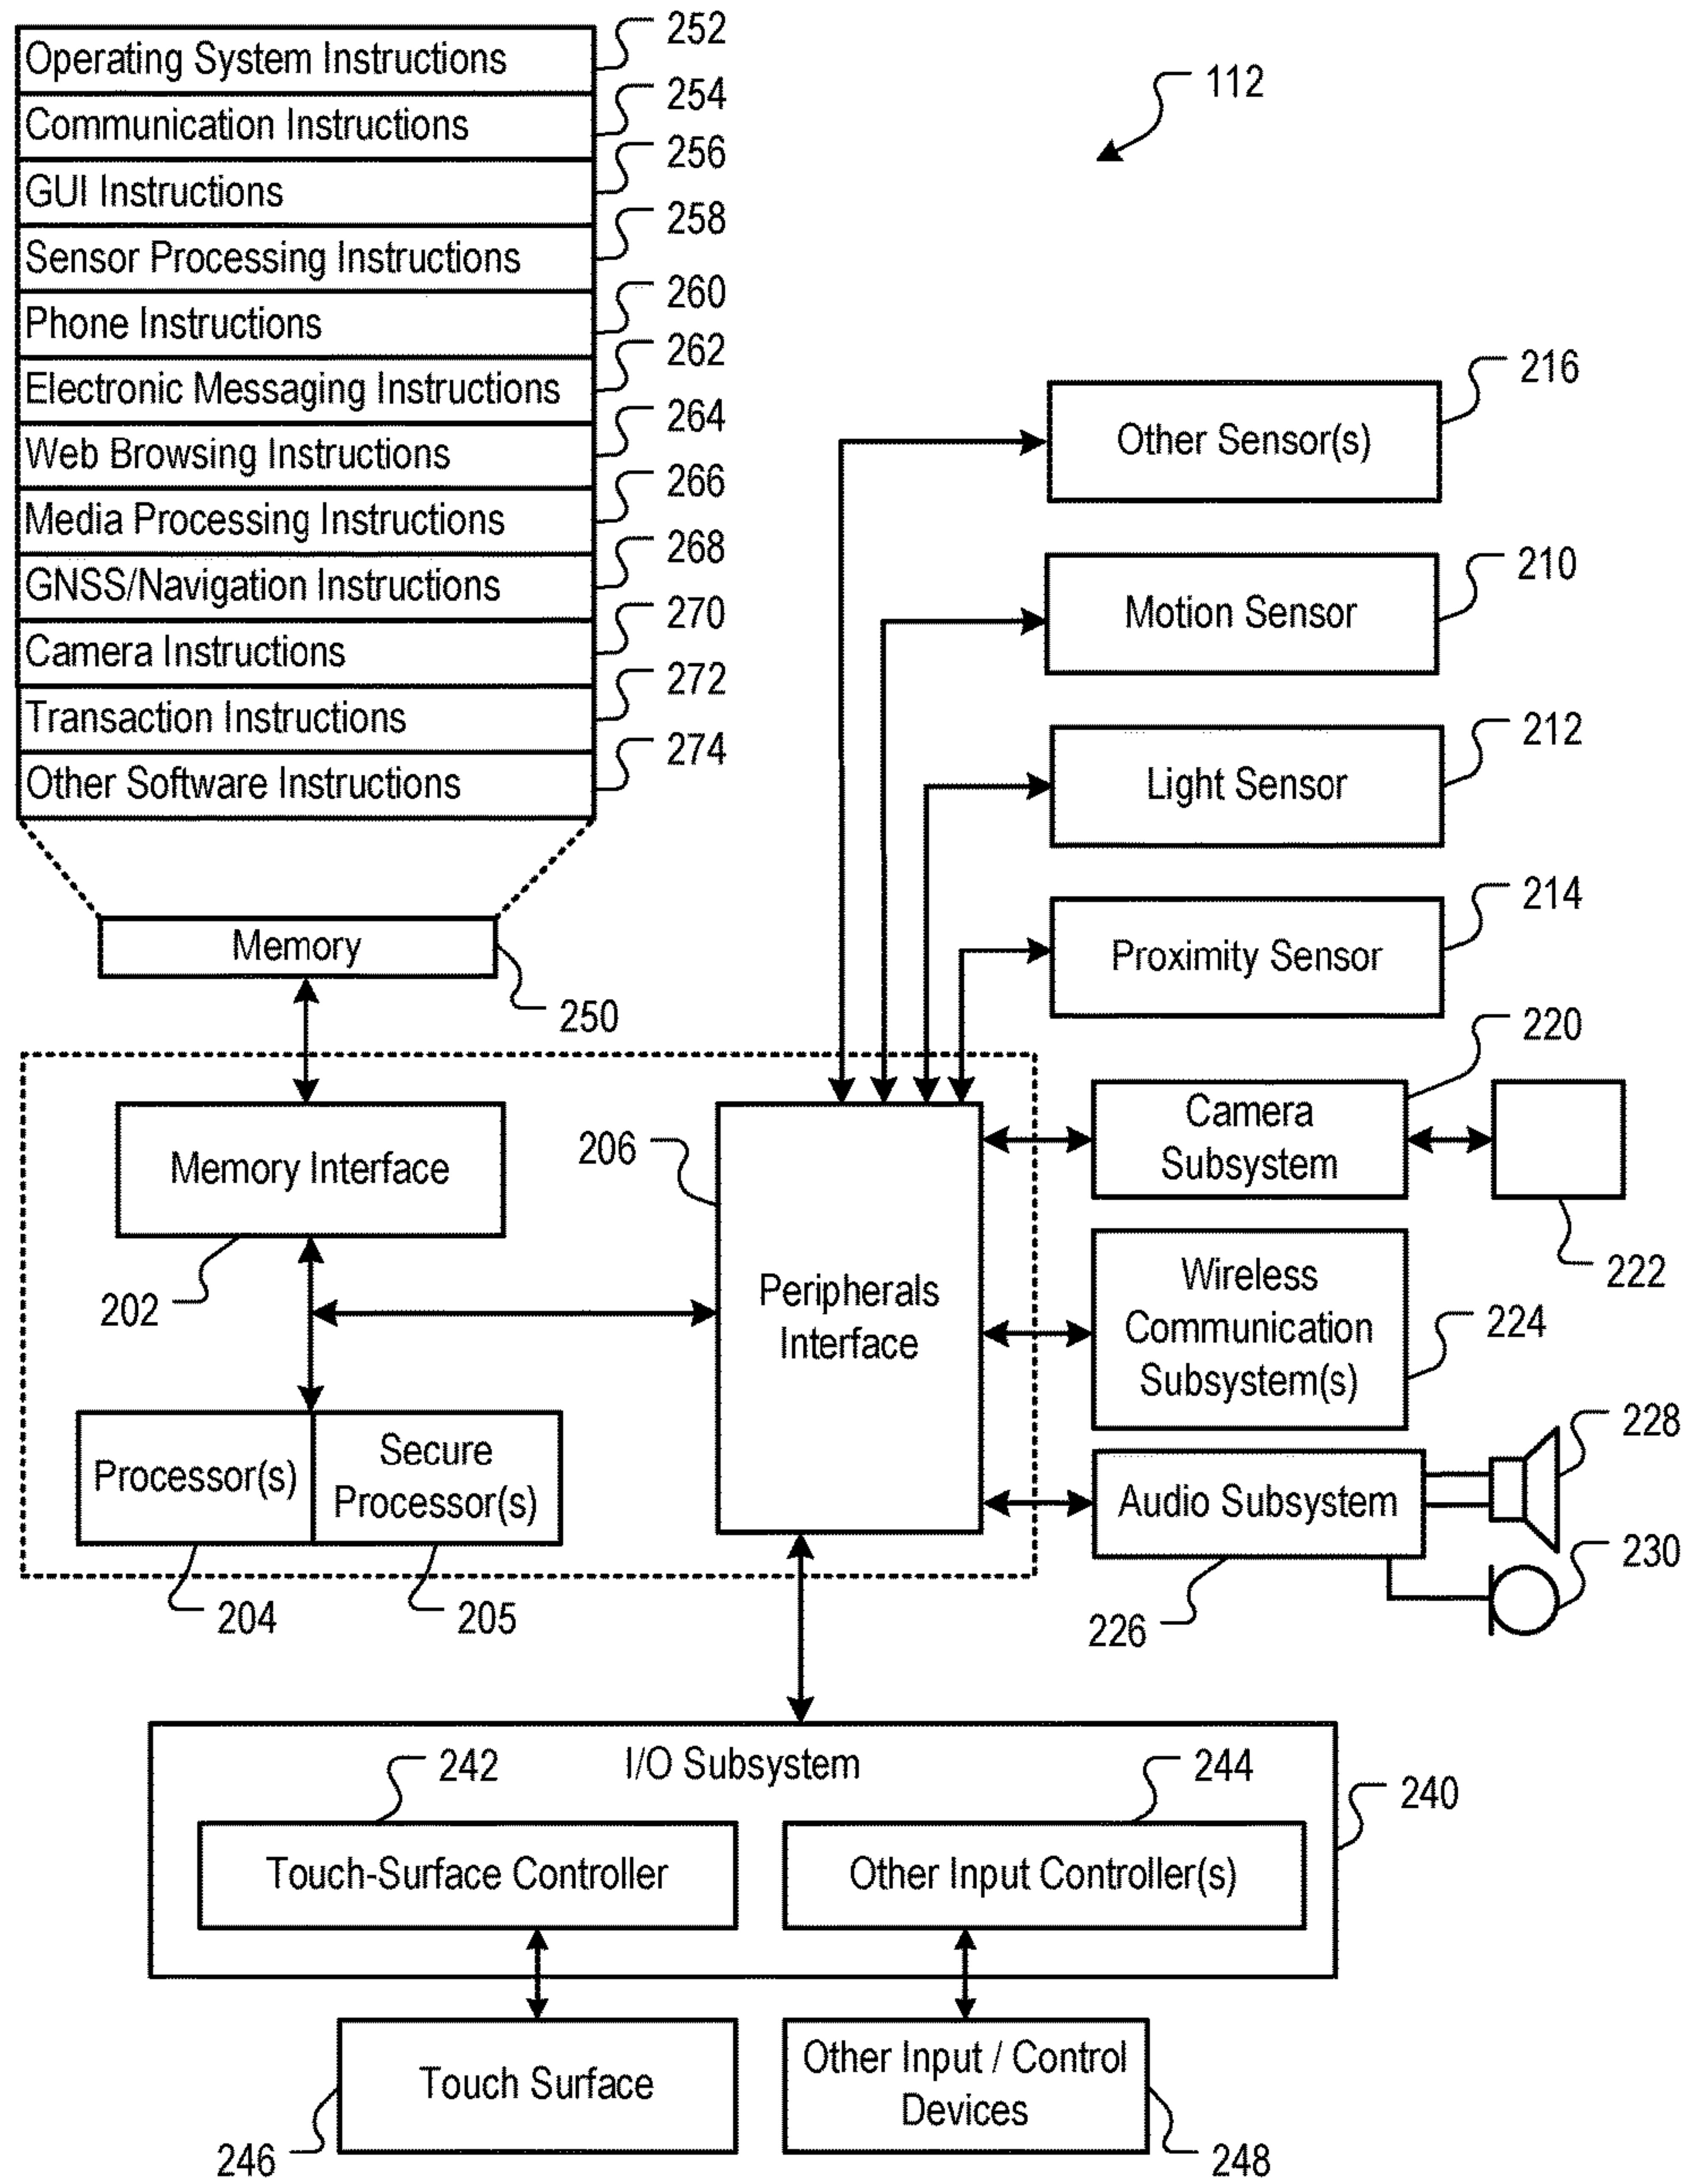 Operating System Instructions
252
Communication Instructions
254
GUI Instructions
256
Sensor Processing Instructions
258
Phone Instructions
260
Electronic Messaging Instructions
262
Web Browsing Instructions
264
Media Processing Instructions
266
GNSS/Navigation Instructions
268
Camera Instructions
270
Transaction Instructions
272
Other Software Instructions
274
112
Memory
250
Other Sensor(s)
216
Motion Sensor
210
Light Sensor
212
Proximity Sensor
214
Memory Interface
202
206
Peripherals
Interface
Camera
Subsystem
220
222
Wireless
Communication
Subsystem(s)
224
Processor(s)
204
Secure
Processor(s)
205
Audio Subsystem
226
228
230
I/O Subsystem
240
242
Touch-Surface Controller
244
Other Input Controller(s)
Touch Surface
246
Other Input / Control
Devices
248